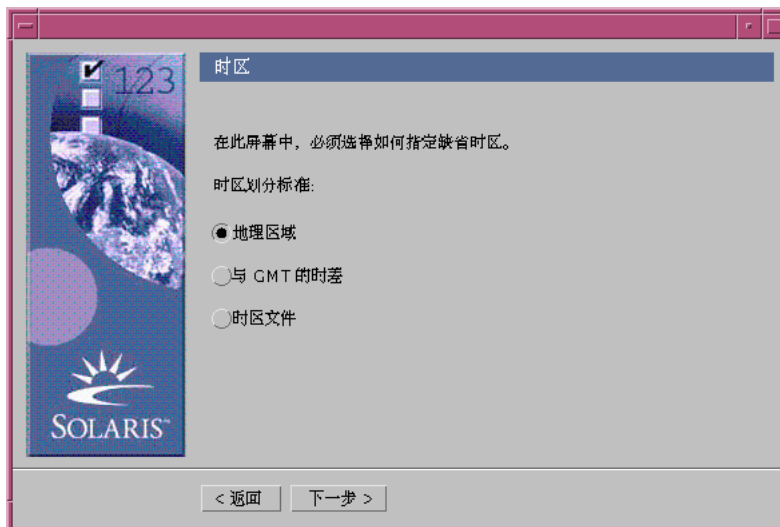 123
时区
在此屏幕中，必须选择如何指定缺省时区。
时区划分标准:
地理区域
与 GMT 的时差
时区文件
SOLARIS™
< 返回
下一步 >